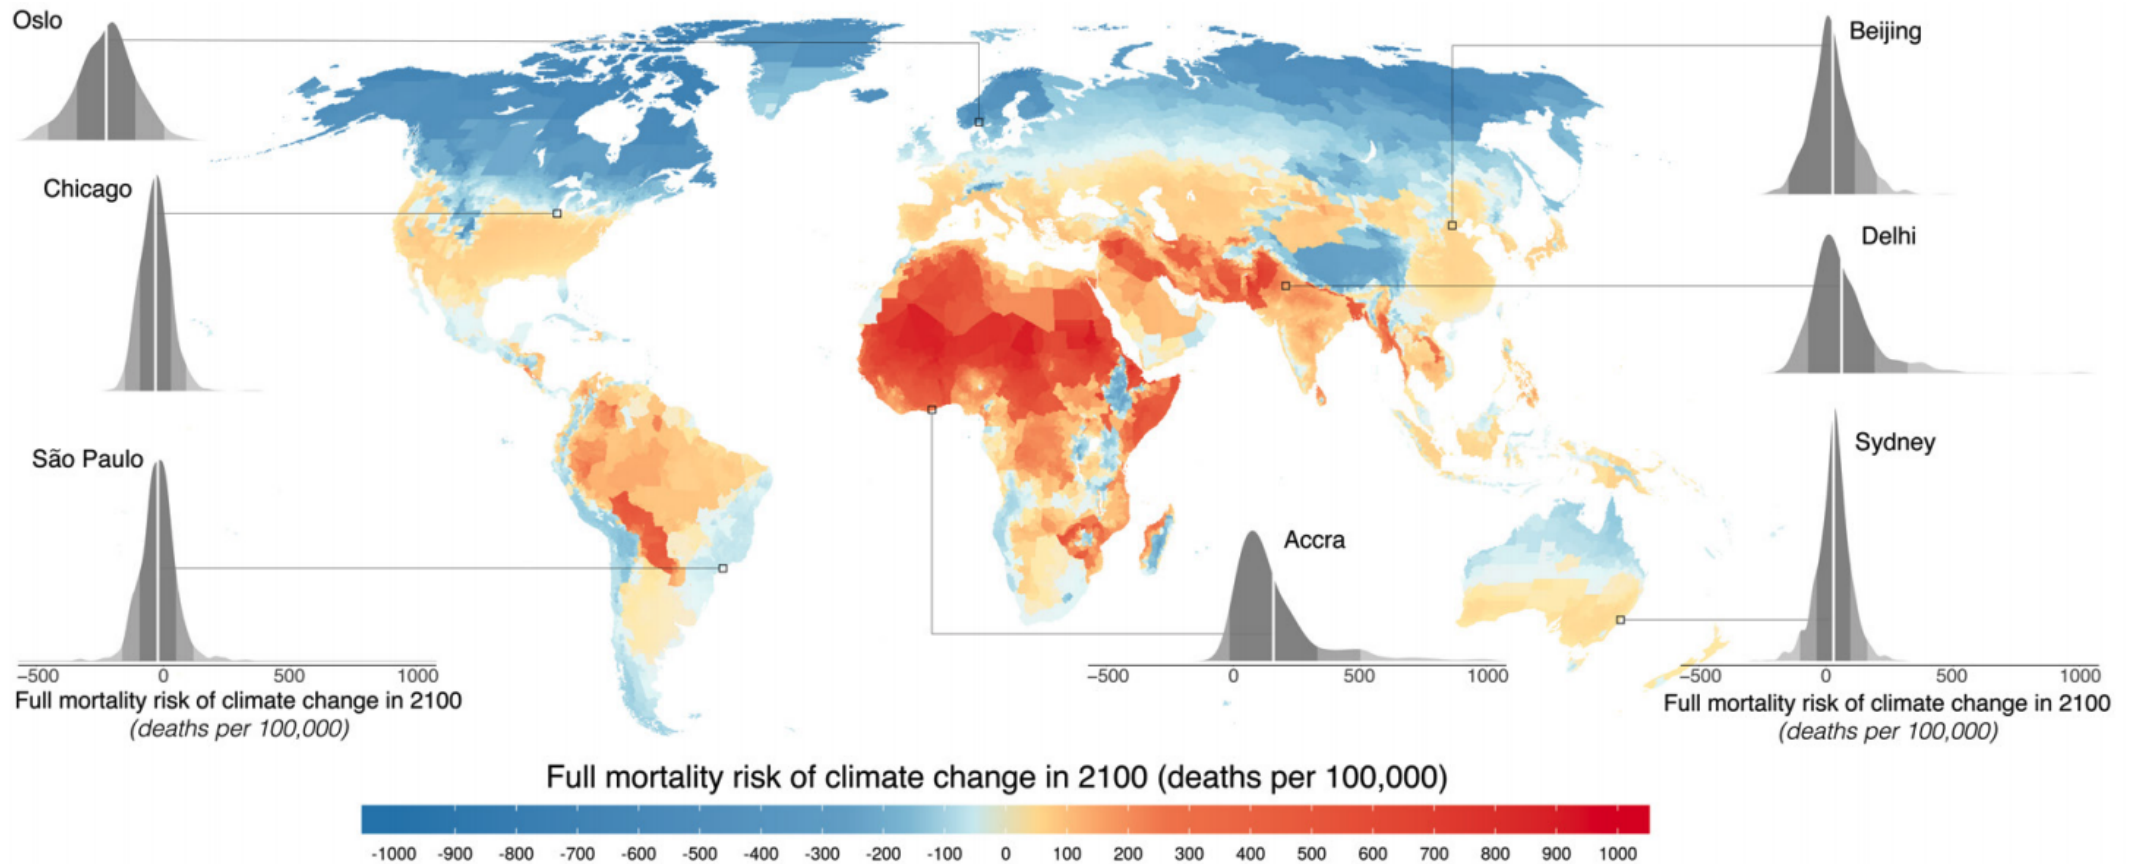 Oslo
Beijing
Chicago
Delhi
Sydney
São Paulo
Accra
−500 0 500 1000
Full mortality risk of climate change in 2100
(deaths per 100,000)
−500 0 500 1000
−500 0 500 1000
Full mortality risk of climate change in 2100
(deaths per 100,000)
Full mortality risk of climate change in 2100 (deaths per 100,000)
-1000 -900 -800 -700 -600 -500 -400 -300 -200 -100 0 100 200 300 400 500 600 700 800 900 1000